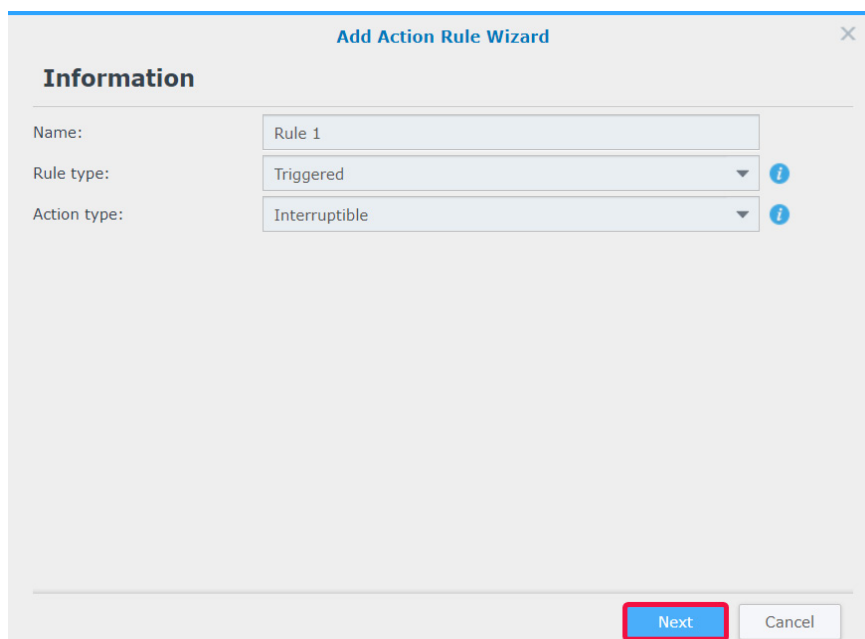 Add Action Rule Wizard
Information
Name: Rule 1
Rule type: Triggered
Action type: Interruptible
Next Cancel